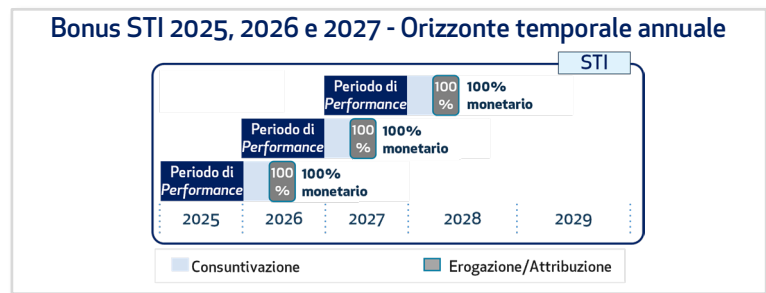 Bonus STI 2025, 2026 e 2027 - Orizzonte temporale annuale
STI
Periodo di
Performance
100
%
100%
monetario
Periodo di
Performance
100
%
100%
monetario
Periodo di
Performance
100
%
100%
monetario
2025 2026 2027 2028 2029
Consuntivazione Erogazione/Attribuzione